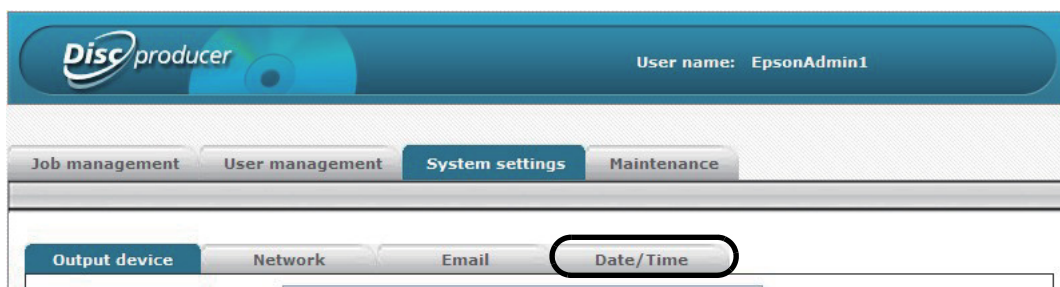 Disc producer
User name: EpsonAdmin1
Job management User management System settings Maintenance
Output device Network Email Date/Time